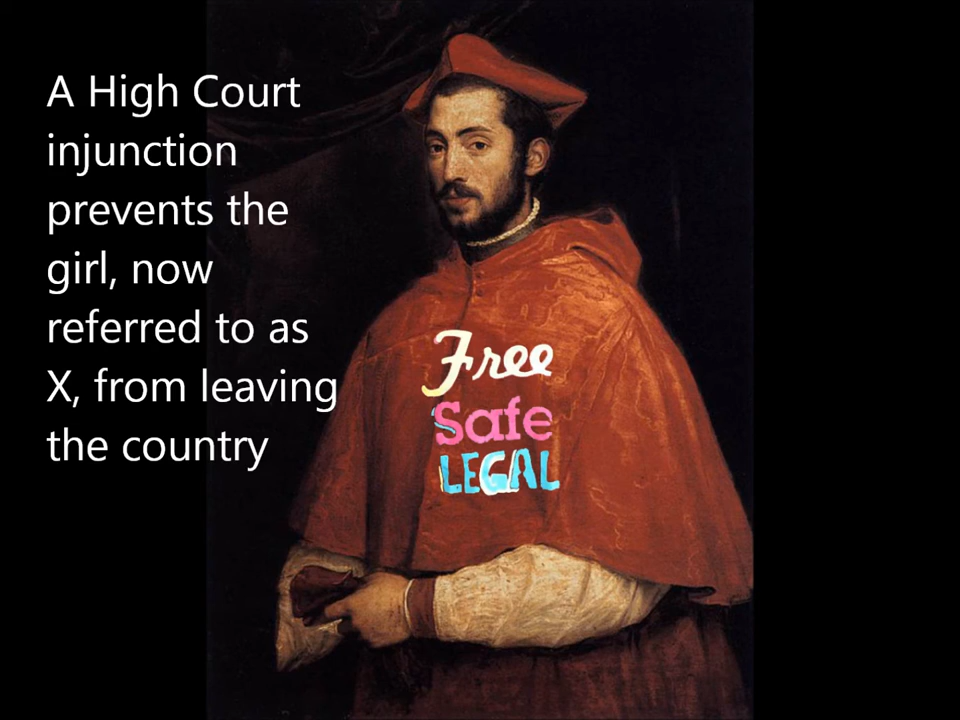 A High Court
injunction
prevents the
girl, now
referred to as
X, from leaving
the country
Free
Safe
LEGAL